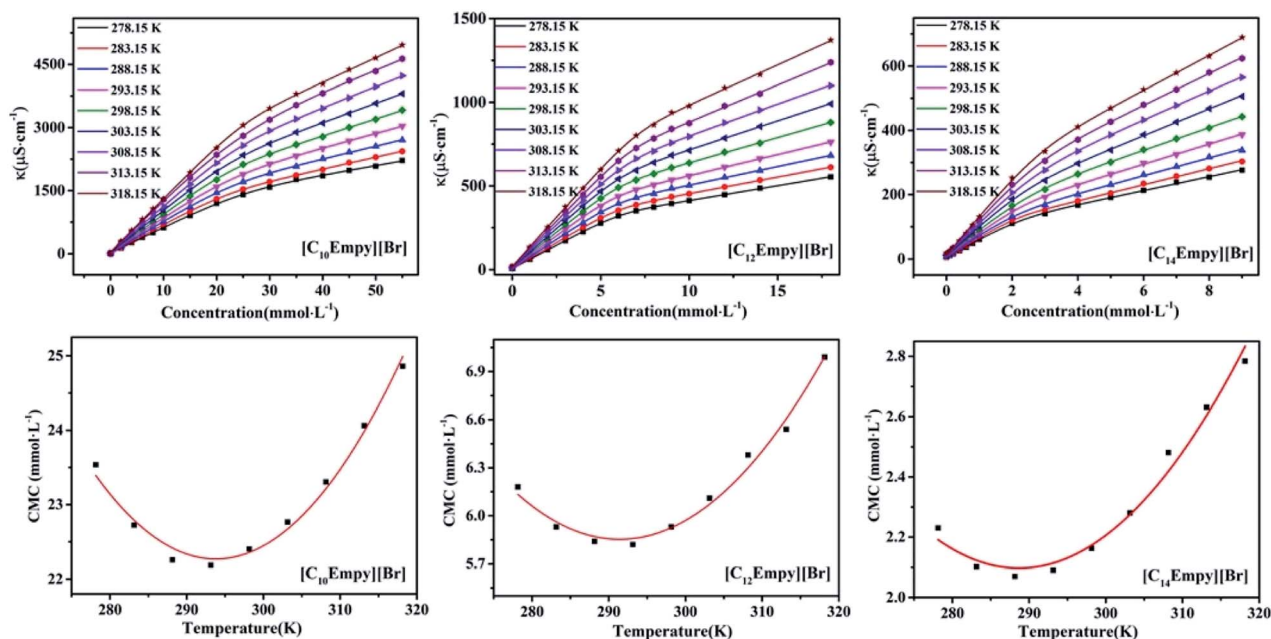 278.15 K
283.15 K
288.15 K
293.15 K
298.15 K
303.15 K
308.15 K
313.15 K
318.15 K
κ(μS·cm⁻¹)
4500
3000
1500
0
0 10 20 30 40 50
Concentration(mmol·L⁻¹)
[C₁₀Empy][Br]
278.15 K
283.15 K
288.15 K
293.15 K
298.15 K
303.15 K
308.15 K
313.15 K
318.15 K
κ(μS·cm⁻¹)
1500
1000
500
0
0 5 10 15
Concentration(mmol·L⁻¹)
[C₁₂Empy][Br]
278.15 K
283.15 K
288.15 K
293.15 K
298.15 K
303.15 K
308.15 K
313.15 K
318.15 K
κ(μS·cm⁻¹)
600
400
200
0
0 2 4 6 8
Concentration(mmol·L⁻¹)
[C₁₄Empy][Br]
CMC (mmol·L⁻¹)
25
24
23
22
280 290 300 310 320
Temperature(K)
[C₁₀Empy][Br]
CMC (mmol·L⁻¹)
6.9
6.6
6.3
6.0
5.7
280 290 300 310 320
Temperature(K)
[C₁₂Empy][Br]
CMC (mmol·L⁻¹)
2.8
2.6
2.4
2.2
2.0
280 290 300 310 320
Temperature(K)
[C₁₄Empy][Br]